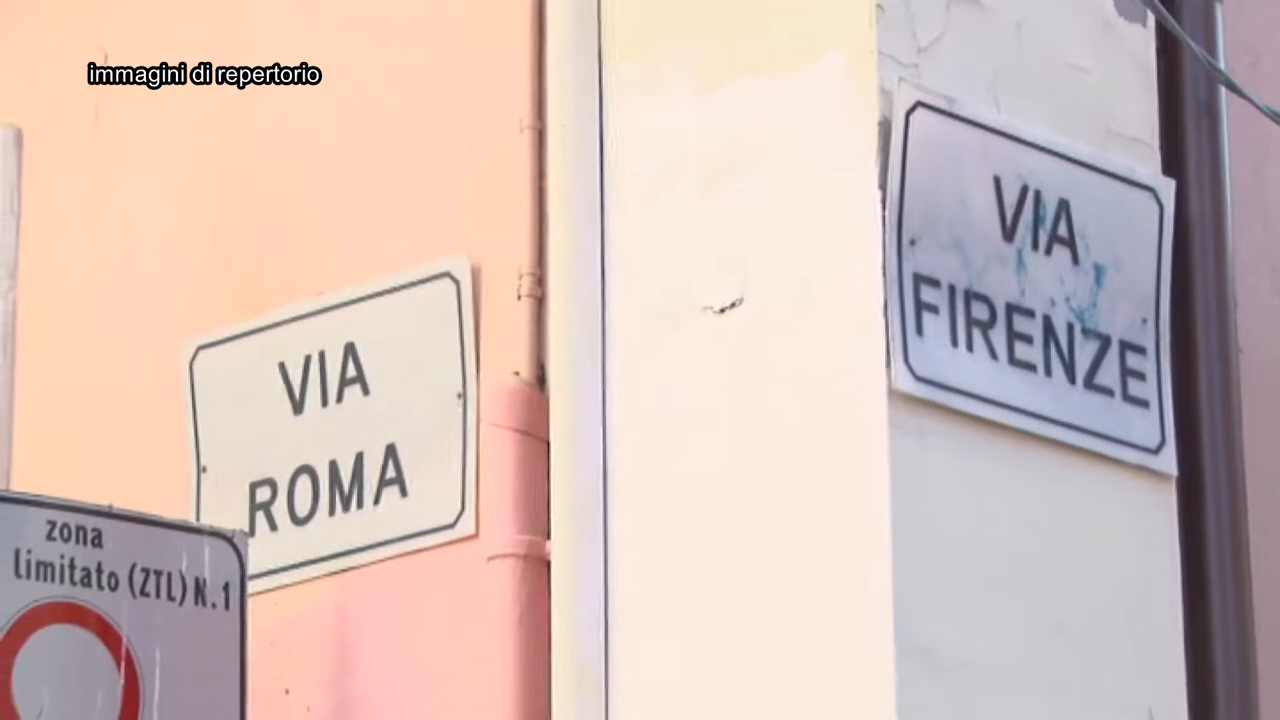 immagini di repertorio
VIA
ROMA
VIA
FIRENZE
zona
limitato (ZTL) N.1